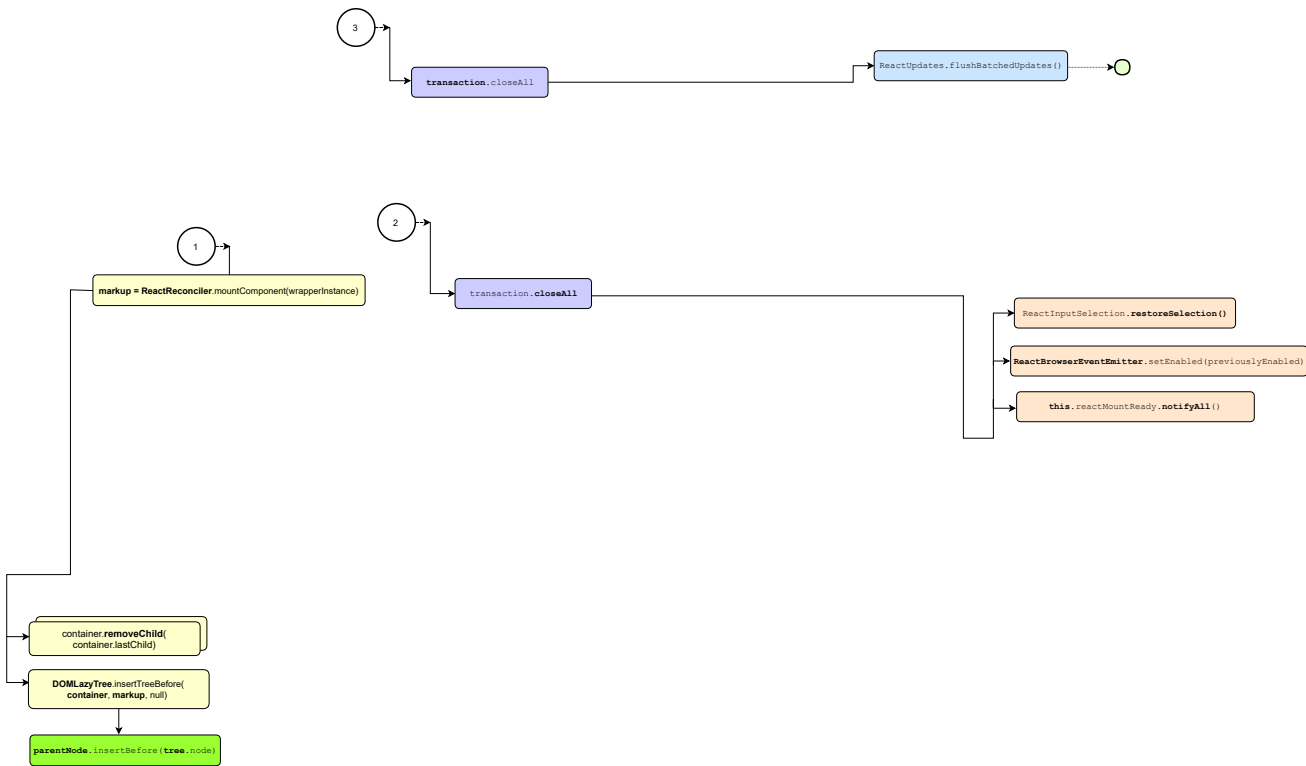 3
transaction.closeAll
ReactUpdates.flushBatchedUpdates()
1
2
markup = ReactReconciler.mountComponent(wrapperInstance)
transaction.closeAll
ReactInputSelection.restoreSelection()
ReactBrowserEventEmitter.setEnabled(previouslyEnabled)
this.reactMountReady.notifyAll()
container.removeChild(
container.lastChild)
DOMLazyTree.insertTreeBefore(
container, markup, null)
parentNode.insertBefore(tree.node)